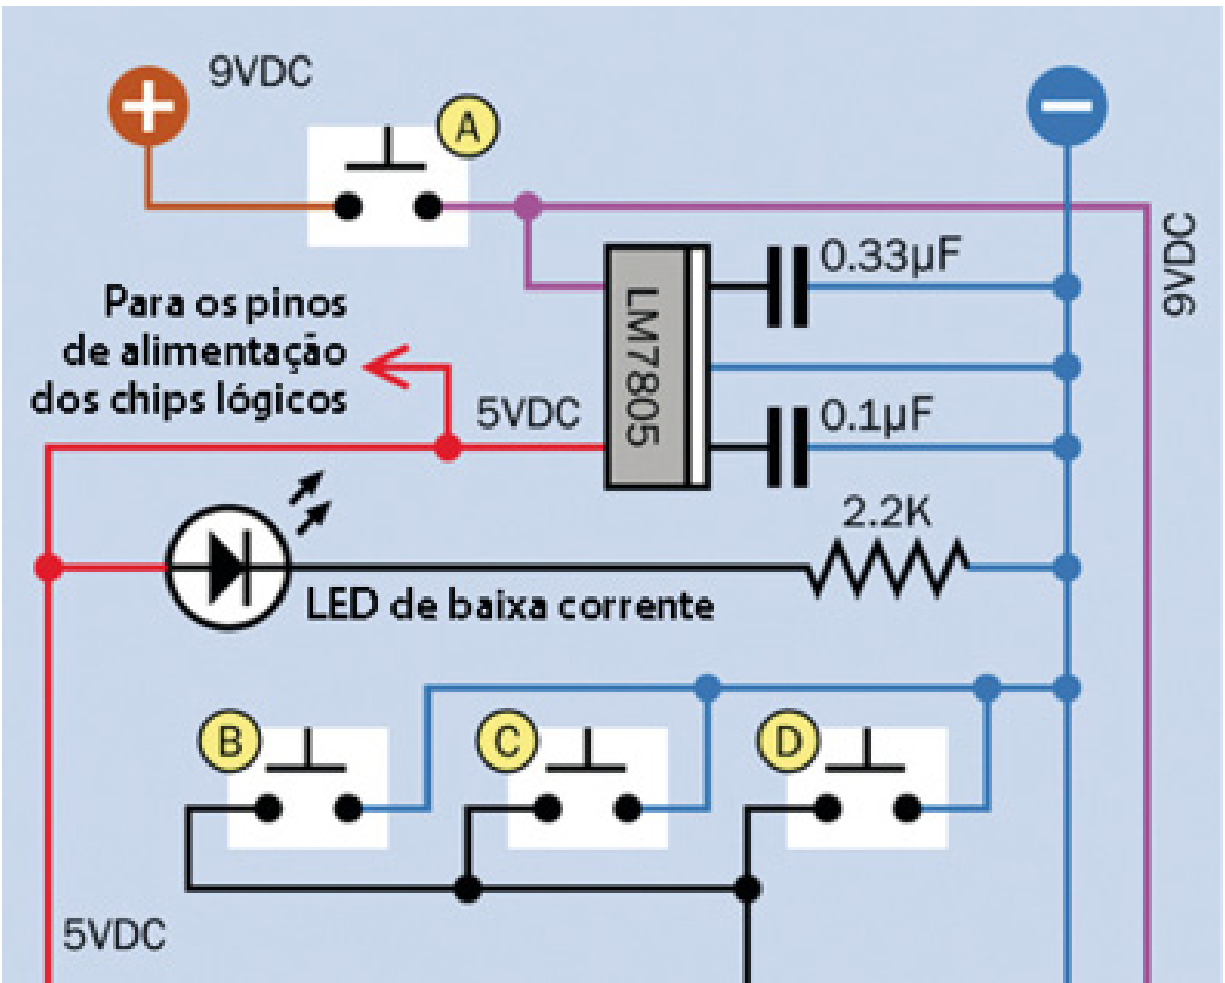 9VDC
A
0.33µF
9VDC
Para os pinos
de alimentação
dos chips lógicos
LM7805
5VDC
0.1µF
2.2K
LED de baixa corrente
B
C
D
5VDC